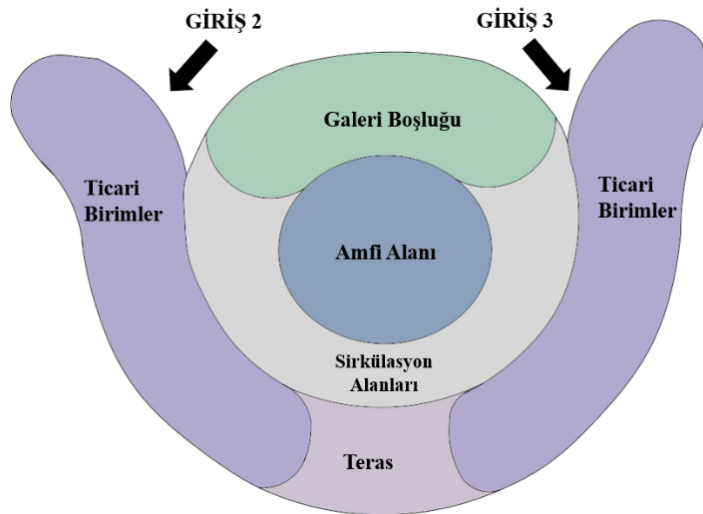 GİRİŞ 2
GİRİŞ 3
Galeri Boşluğu
Ticari
Birimler
Ticari
Birimler
Amfi Alanı
Sirkülasyon
Alanları
Teras